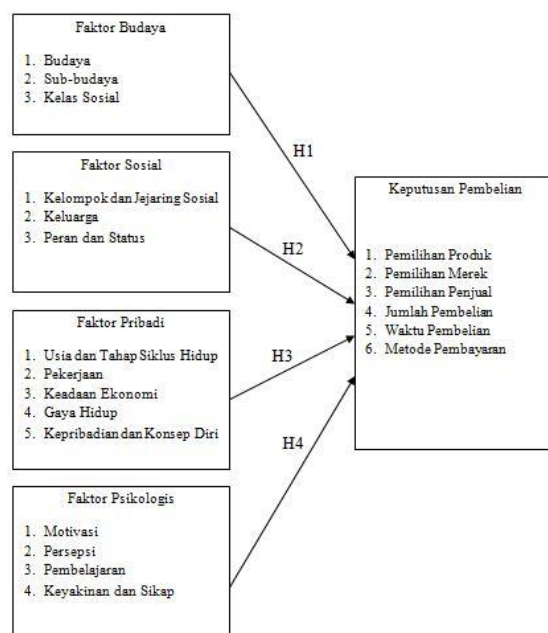 Faktor Budaya
1. Budaya
2. Sub-budaya
3. Kelas Sosial
H1
Faktor Sosial
1. Kelompok dan Jejaring Sosial
2. Keluarga
3. Peran dan Status
H2
Keputusan Pembelian
1. Pemilihan Produk
2. Pemilihan Merek
3. Pemilihan Penjual
4. Jumlah Pembelian
5. Waktu Pembelian
6. Metode Pembayaran
Faktor Pribadi
1. Usia dan Tahap Siklus Hidup
2. Pekerjaan
3. Keadaan Ekonomi
4. Gaya Hidup
5. Kepribadian dan Konsep Diri
H3
H4
Faktor Psikologis
1. Motivasi
2. Persepsi
3. Pembelajaran
4. Keyakinan dan Sikap